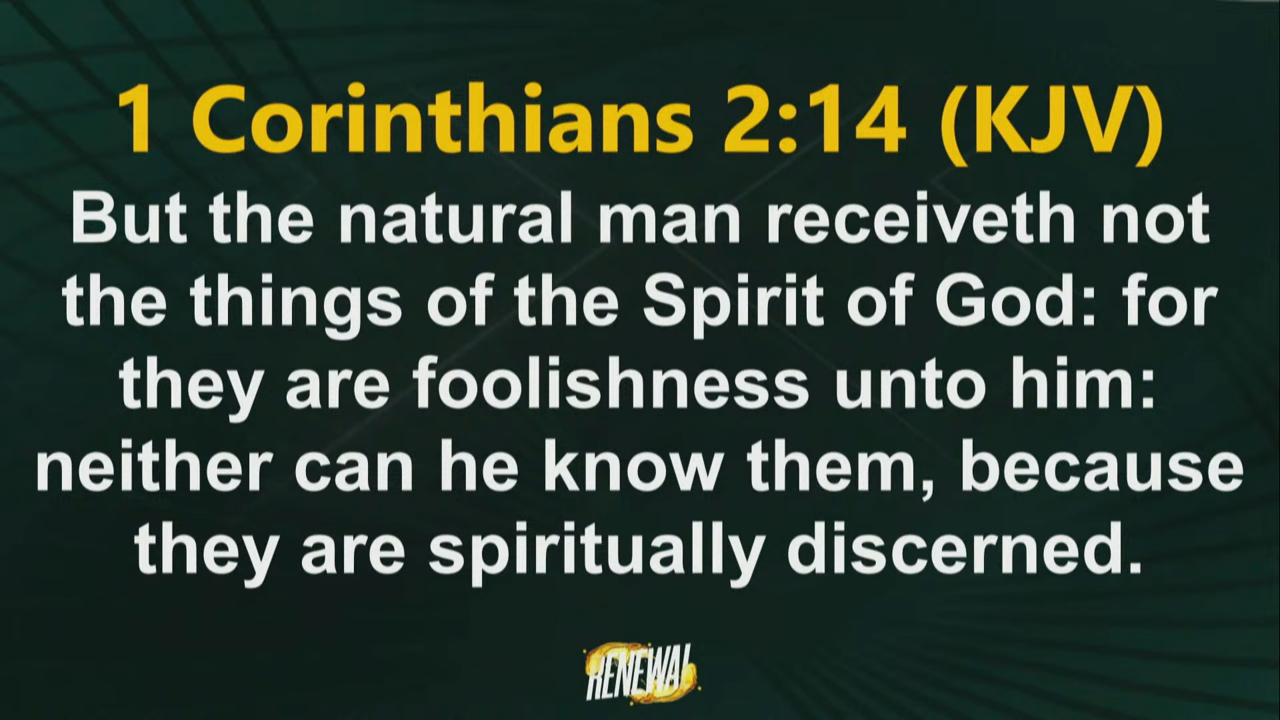 1 Corinthians 2:14 (KJV)
But the natural man receiveth not
the things of the Spirit of God: for
they are foolishness unto him:
neither can he know them, because
they are spiritually discerned.
RENEWAL